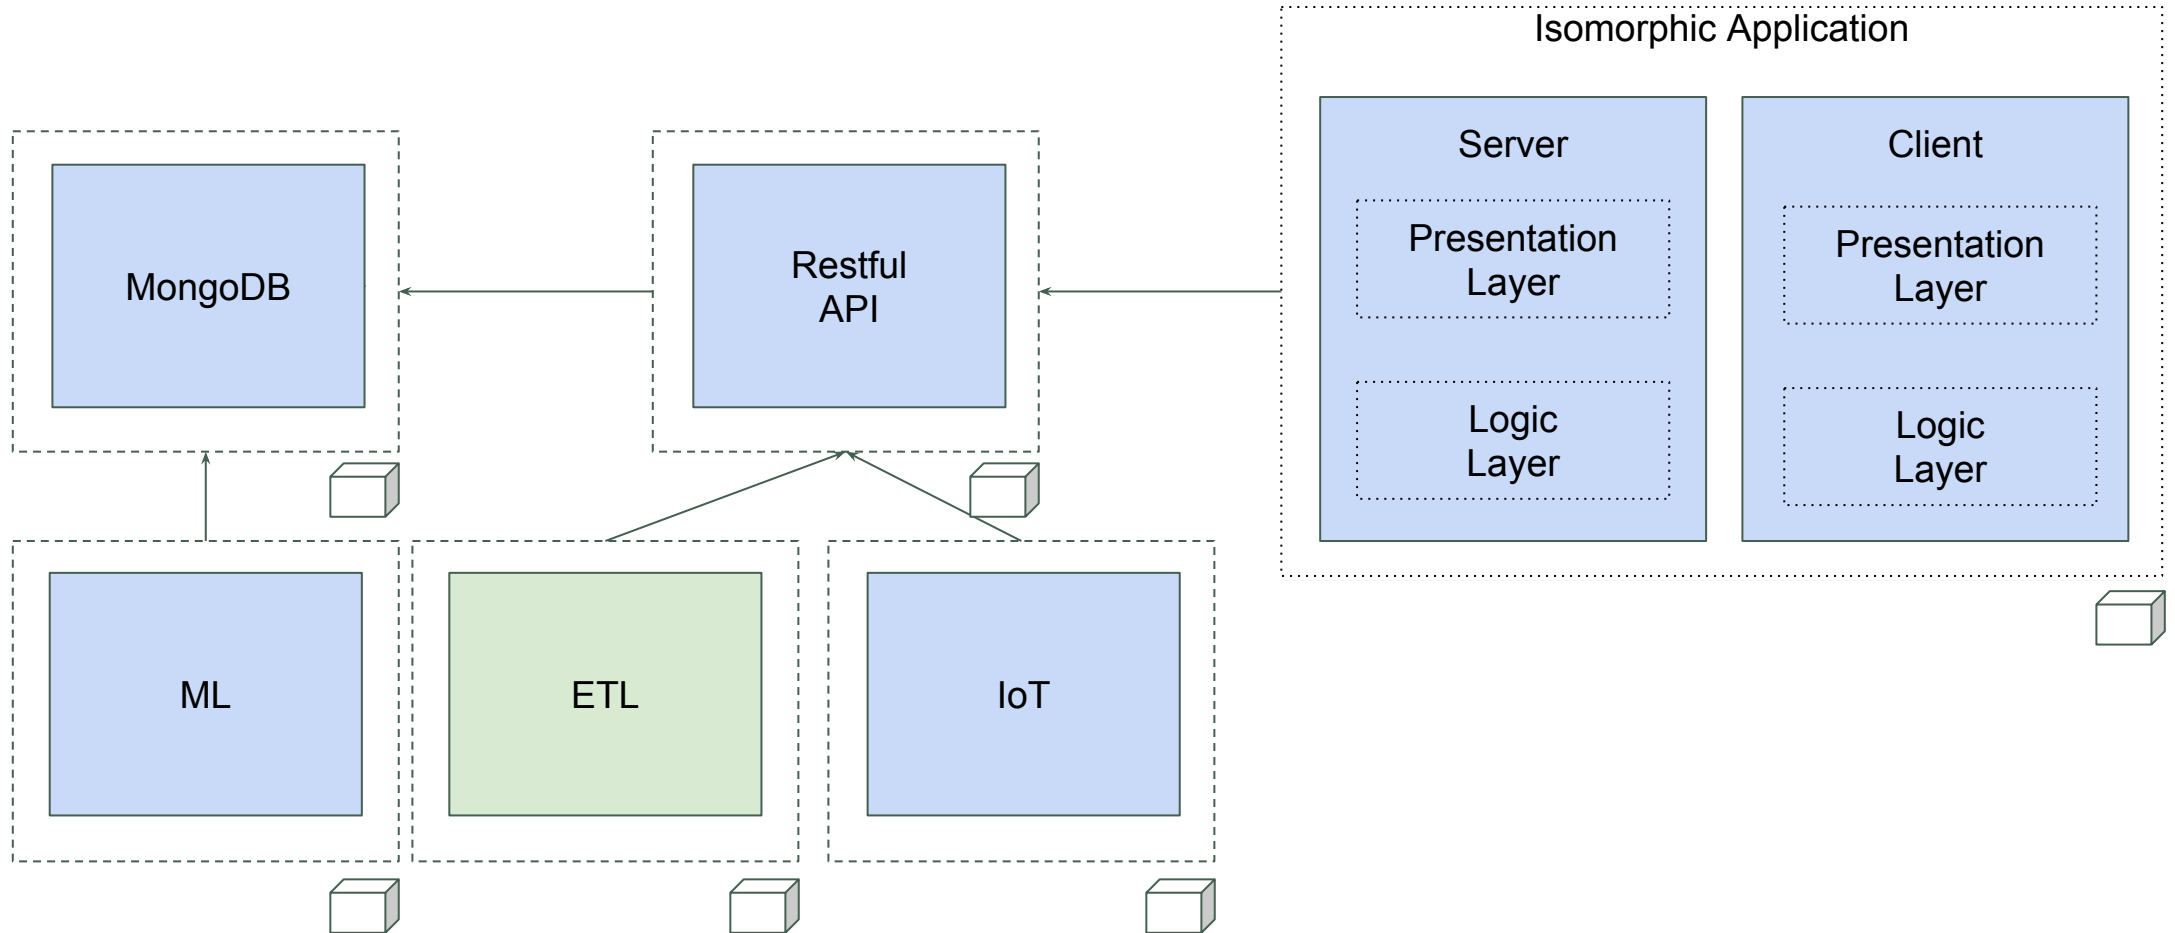 Isomorphic Application
Server
Client
Presentation
Layer
Presentation
Layer
Logic
Layer
Logic
Layer
MongoDB
Restful
API
ML
ETL
IoT